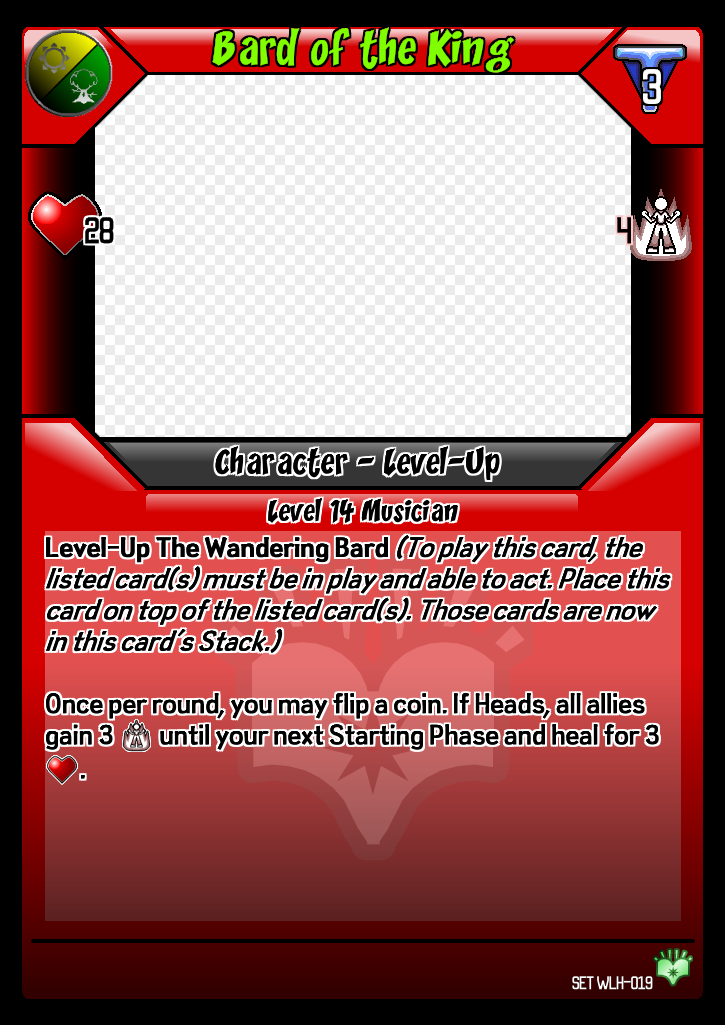 Bard of the King
3
28
4
Character - Level-Up
Level 14 Musician
Level-Up The Wandering Bard (To play this card, the
listed card(s) must be in play and able to act. Place this
card on top of the listed card(s). Those cards are now
in this card's Stack.)
Once per round, you may flip a coin. If Heads, all allies
gain 3 until your next Starting Phase and heal for 3
.
SET WLH-019